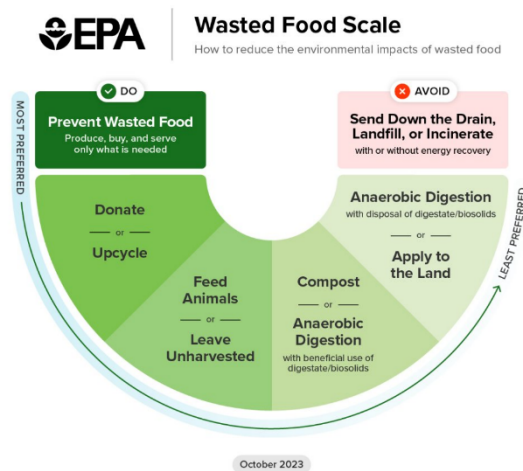 EPA
Wasted Food Scale
How to reduce the environmental impacts of wasted food
DO
Prevent Wasted Food
Produce, buy, and serve
only what is needed
AVOID
Send Down the Drain,
Landfill, or Incinerate
with or without energy recovery
MOST PREFERRED
Donate
or
Upcycle
Feed
Animals
or
Leave
Unharvested
Compost
or
Anaerobic
Digestion
with beneficial use of
digestate/biosolids
Anaerobic Digestion
with disposal of digestate/biosolids
or
Apply to
the Land
LEAST PREFERRED
October 2023